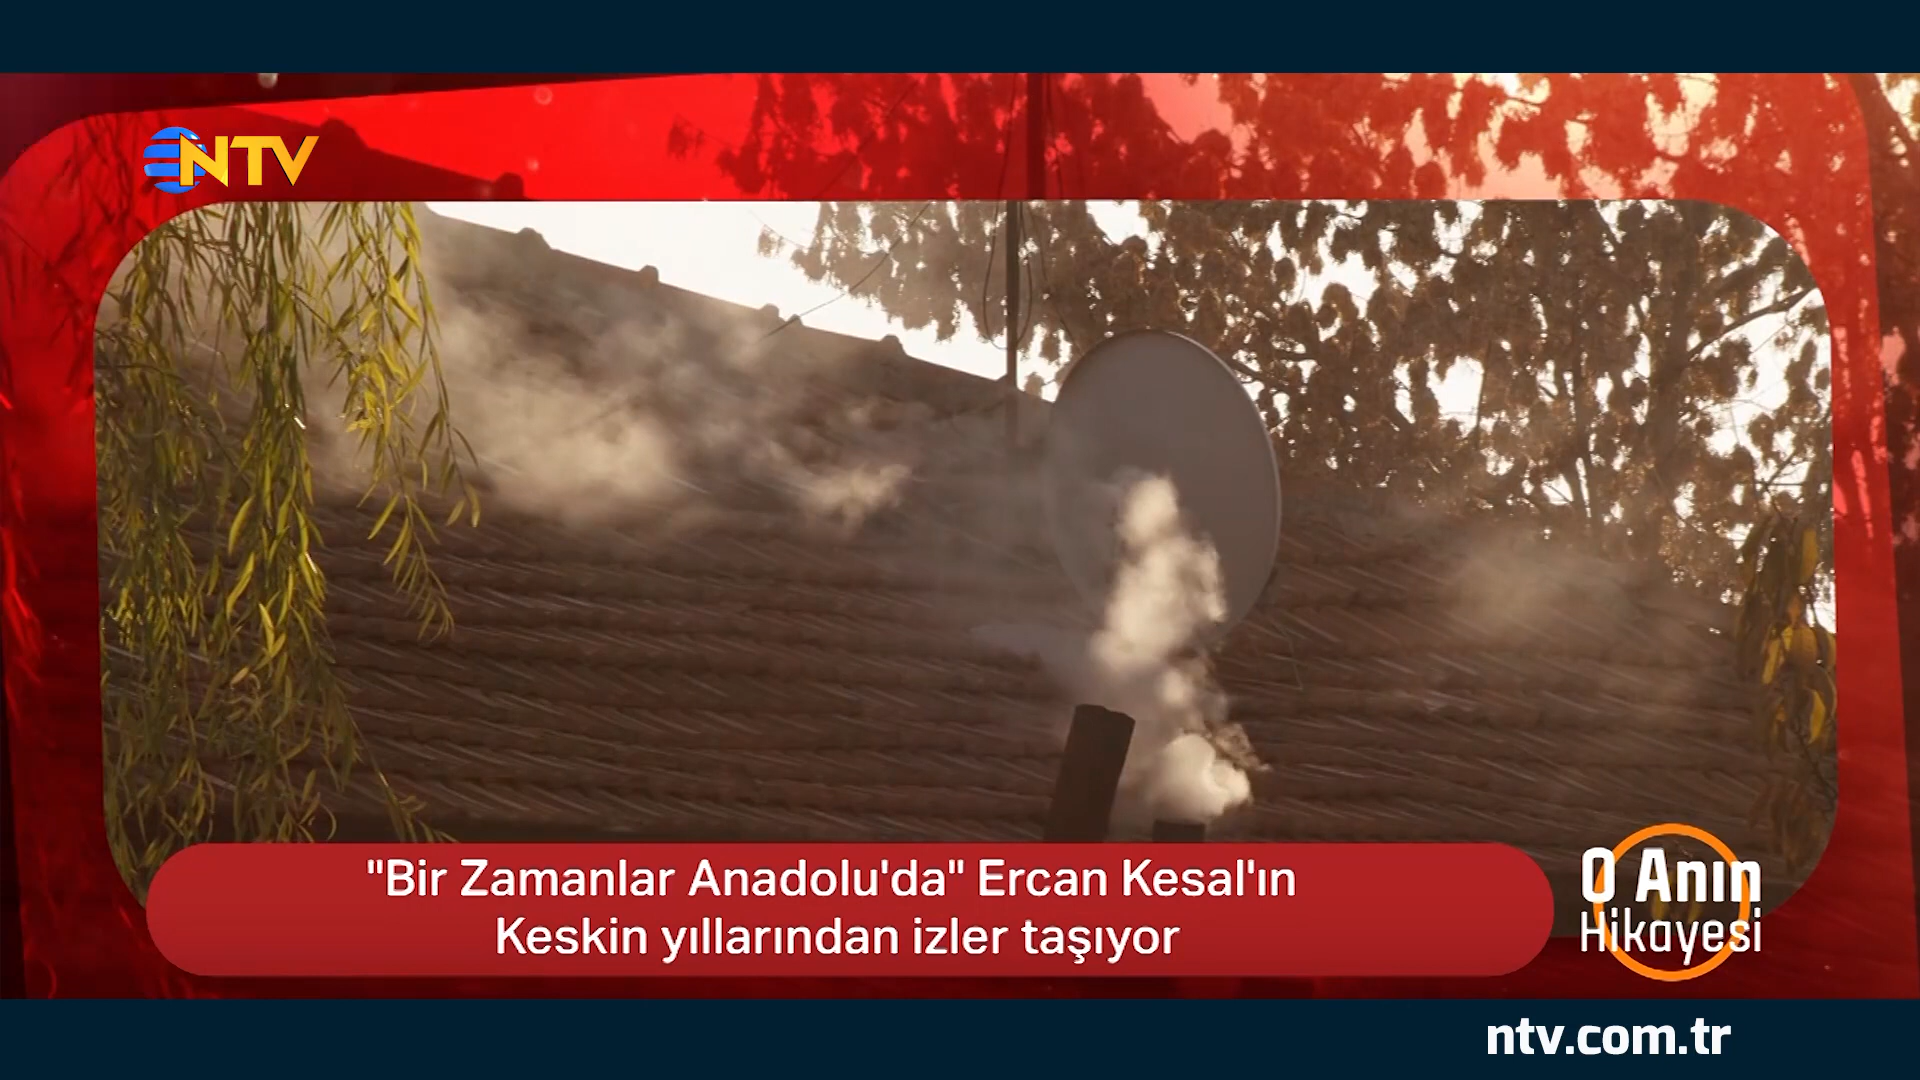 NTV
"Bir Zamanlar Anadolu'da" Ercan Kesal'ın
Keskin yıllarından izler taşıyor
O Anın
Hikayesi
ntv.com.tr